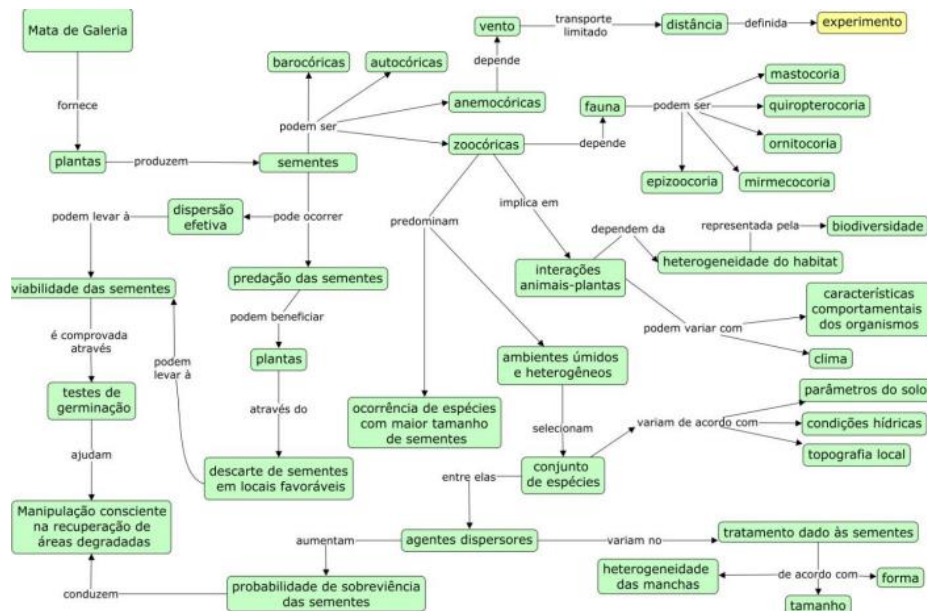 Mata de Galeria
fornece
plantas
produzem
sementes
podem ser
barocóricas
autocóricas
anemocóricas
depende
vento
transporte
limitado
distância
definida
experimento
zoocóricas
depende
fauna
podem ser
mastocoria
quiropterocoria
ornitocoria
mirmecocoria
epizoocoria
pode ocorrer
dispersão
efetiva
podem levar à
viabilidade das sementes
é comprovada
através
testes de
germinação
ajudam
Manipulação consciente
na recuperação de
áreas degradadas
predação das sementes
podem beneficiar
plantas
através do
descarte de sementes
em locais favoráveis
podem
levar à
predominam
ocorrência de espécies
com maior tamanho
de sementes
ambientes úmidos
e heterogêneos
selecionam
conjunto
de espécies
variam de acordo com
parâmetros do solo
condições hídricas
topografia local
implica em
interações
animais-plantas
dependem da
heterogeneidade do habitat
representada pela
biodiversidade
podem variar com
características
comportamentais
dos organismos
clima
entre elas
agentes dispersores
aumentam
probabilidade de sobreviência
das sementes
conduzem
variam no
tratamento dado às sementes
de acordo com
heterogeneidade
das manchas
forma
tamanho